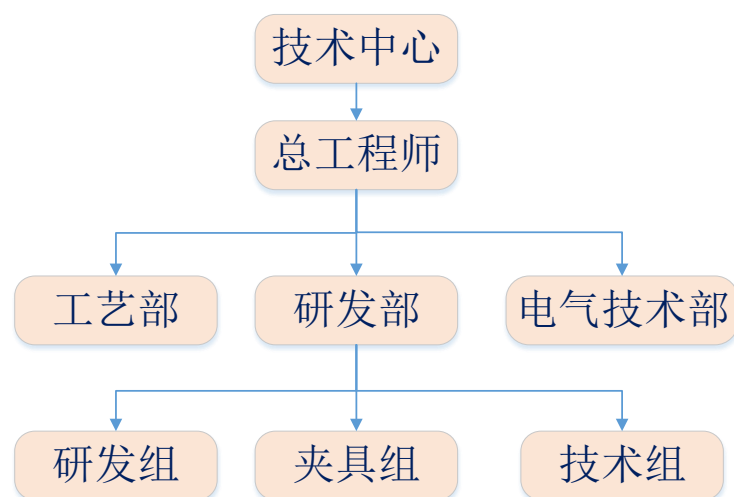 技术中心
总工程师
工艺部
研发部
电气技术部
研发组
夹具组
技术组